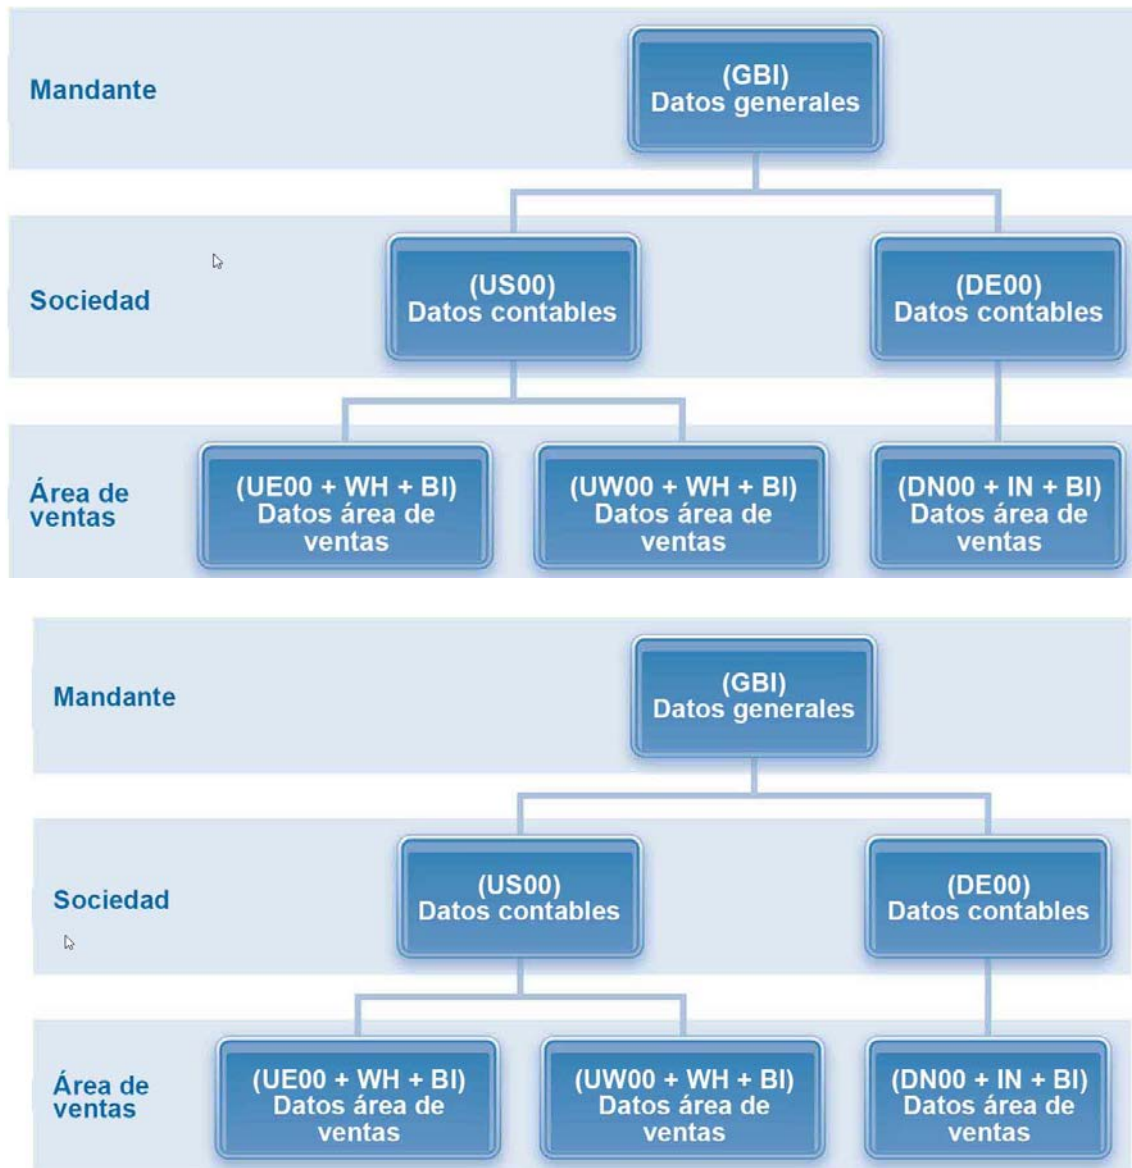 Mandante
(GBI)
Datos generales
Sociedad
(US00)
Datos contables
(DE00)
Datos contables
Área de
ventas
(UE00 + WH + BI)
Datos área de
ventas
(UW00 + WH + BI)
Datos área de
ventas
(DN00 + IN + BI)
Datos área de
ventas
Mandante
(GBI)
Datos generales
Sociedad
(US00)
Datos contables
(DE00)
Datos contables
Área de
ventas
(UE00 + WH + BI)
Datos área de
ventas
(UW00 + WH + BI)
Datos área de
ventas
(DN00 + IN + BI)
Datos área de
ventas